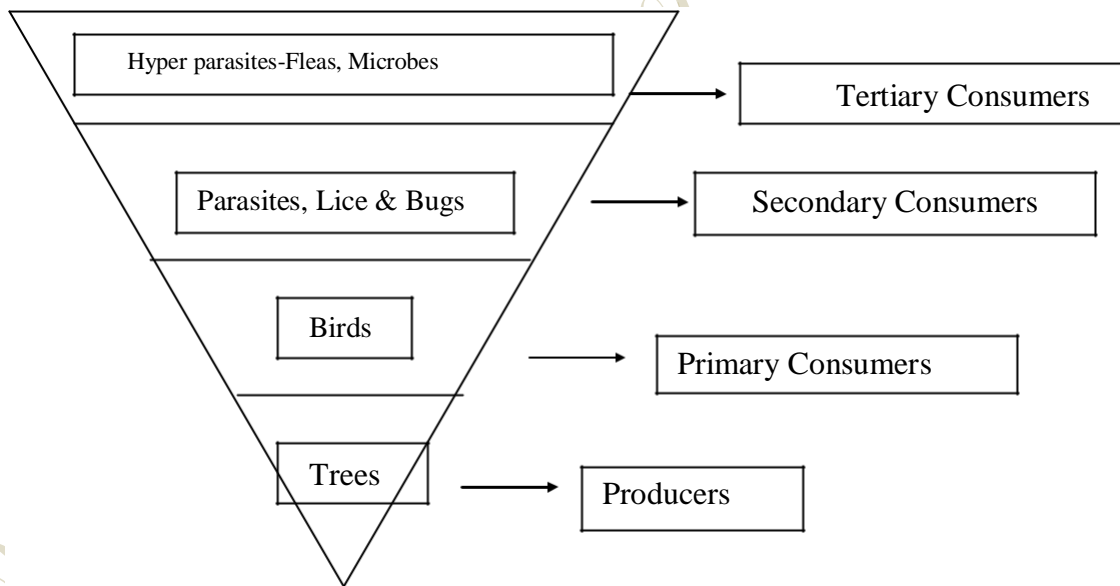 Hyper parasites-Fleas, Microbes
Tertiary Consumers
Parasites, Lice & Bugs
Secondary Consumers
Birds
Primary Consumers
Trees
Producers